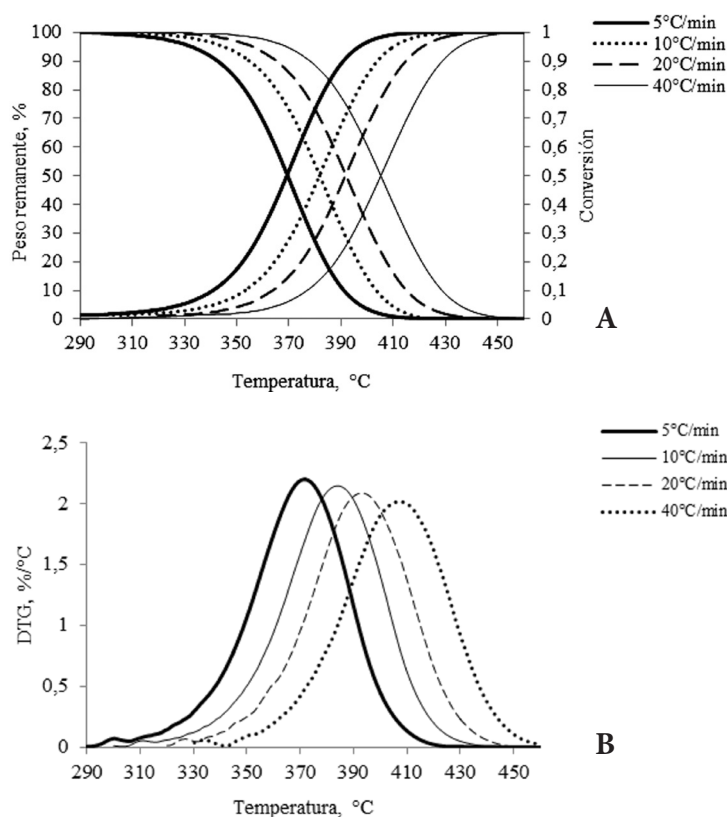 100
90
80
70
60
50
40
30
20
10
0
Peso remanente, %
1
0,9
0,8
0,7
0,6
0,5
0,4
0,3
0,2
0,1
0
Conversión
290 310 330 350 370 390 410 430 450
Temperatura, °C
5°C/min
10°C/min
20°C/min
40°C/min
A
2,5
2
1,5
1
0,5
0
DTG, %/°C
290 310 330 350 370 390 410 430 450
Temperatura, °C
5°C/min
10°C/min
20°C/min
40°C/min
B